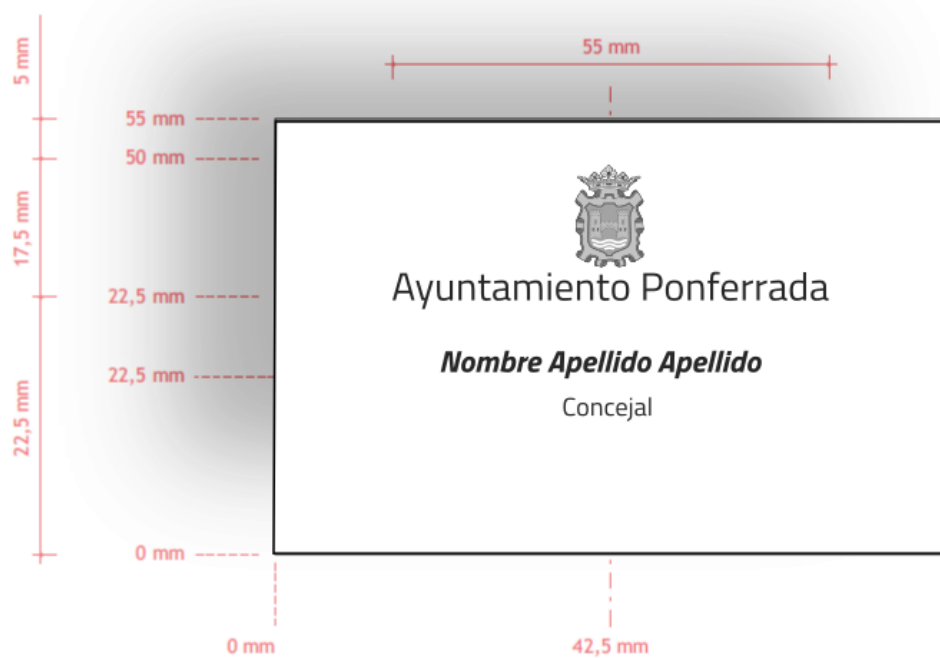 55 mm
5 mm
55 mm
50 mm
17,5 mm
22,5 mm
Ayuntamiento Ponferrada
22,5 mm
Nombre Apellido Apellido
Concejal
22,5 mm
0 mm
0 mm
42,5 mm